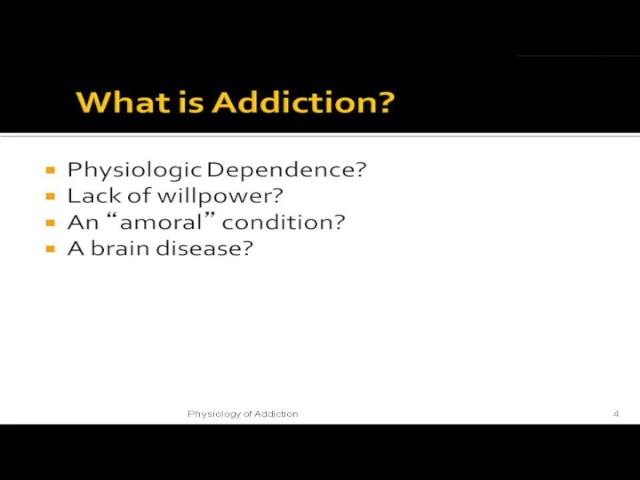 What is Addiction?
Physiologic Dependence?
Lack of willpower?
An “amoral” condition?
A brain disease?
Physiology of Addiction
4